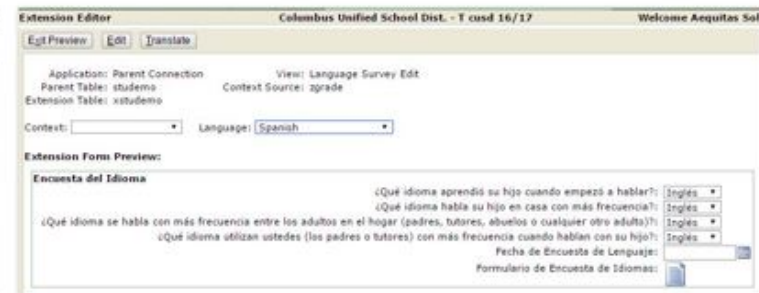 Extension Editor Columbus Unified School Dist. - T cusd 16/17 Welcome Aequitas Sol
Exit Preview Edit Translate
Application: Parent Connection View: Language Survey Edit
Parent Table: studemo Context Source: zgrade
Extension Table: xstudemo
Context: Language: Spanish
Extension Form Preview:
Encuesta del Idioma
¿Qué idioma aprendió su hijo cuando empezó a hablar?: Inglés
¿Qué idioma habla su hijo en casa con más frecuencia?: Inglés
¿Qué idioma se habla con más frecuencia entre los adultos en el hogar (padres, tutores, abuelos o cualquier otro adulto)?: Inglés
¿Qué idioma utilizan ustedes (los padres o tutores) con más frecuencia cuando hablan con su hijo?: Inglés
Fecha de Encuesta de Lenguaje:
Formulario de Encuesta de Idiomas: